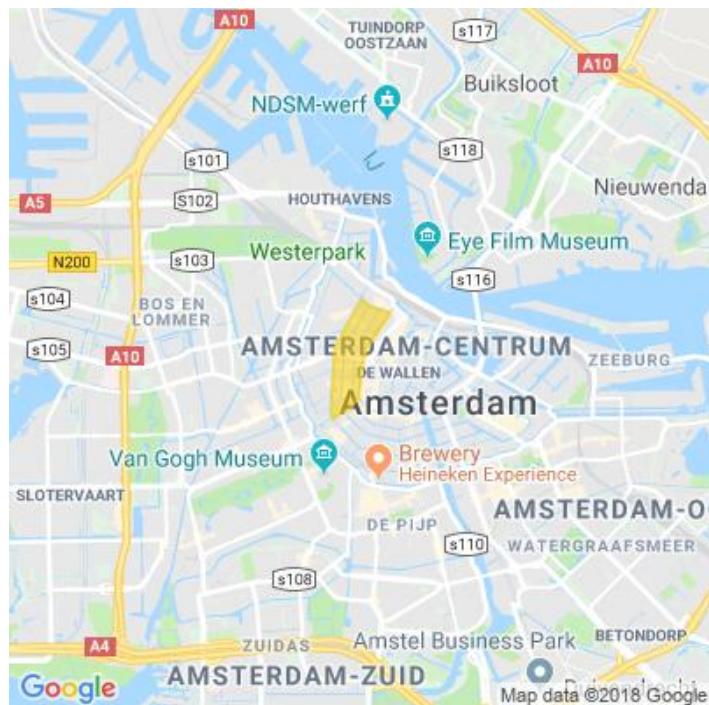 A10
s117
TUINDORP
OOSTZAAN
A10
Buiksloot
NDSM-werf
s118
s101
Nieuwenda
A5
S102
HOUTHAVENS
Westerpark
Eye Film Museum
N200
s103
s116
s104
BOS EN
LOMMER
AMSTERDAM-CENTRUM
s105
A10
DE WALLEN
ZEEBURG
Amsterdam
Van Gogh Museum
Brewery
Heineken Experience
SLOTERVAART
AMSTERDAM-O
DE PIJP
s110
WATERGRAAFSMEER
s108
A4
ZUIDAS
Amstel Business Park
BETONDORP
AMSTERDAM-ZUID
Google
Map data ©2018 Google